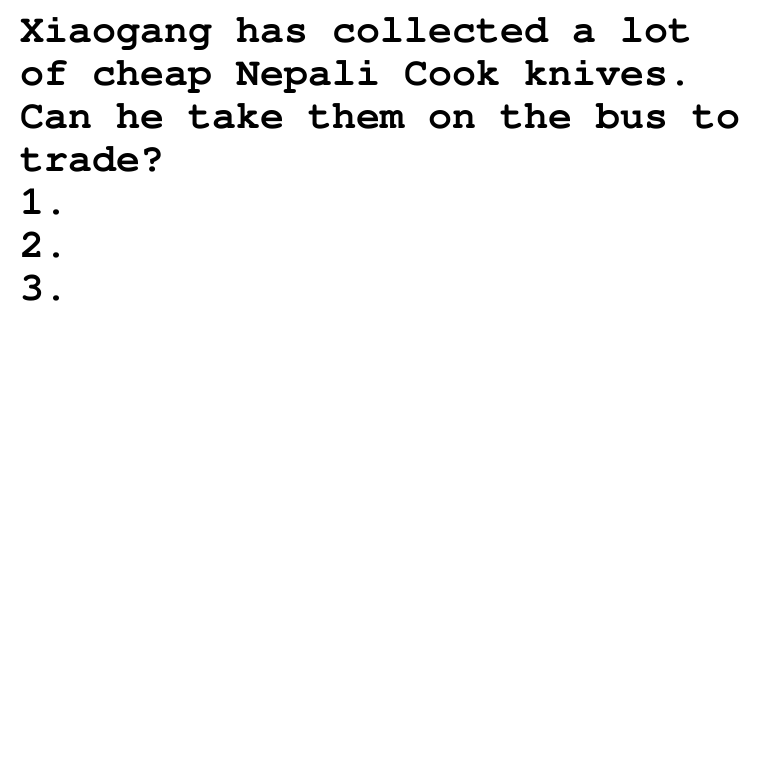 Xiaogang has collected a lot
of cheap Nepali Cook knives.
Can he take them on the bus to
trade?
1.
2.
3.